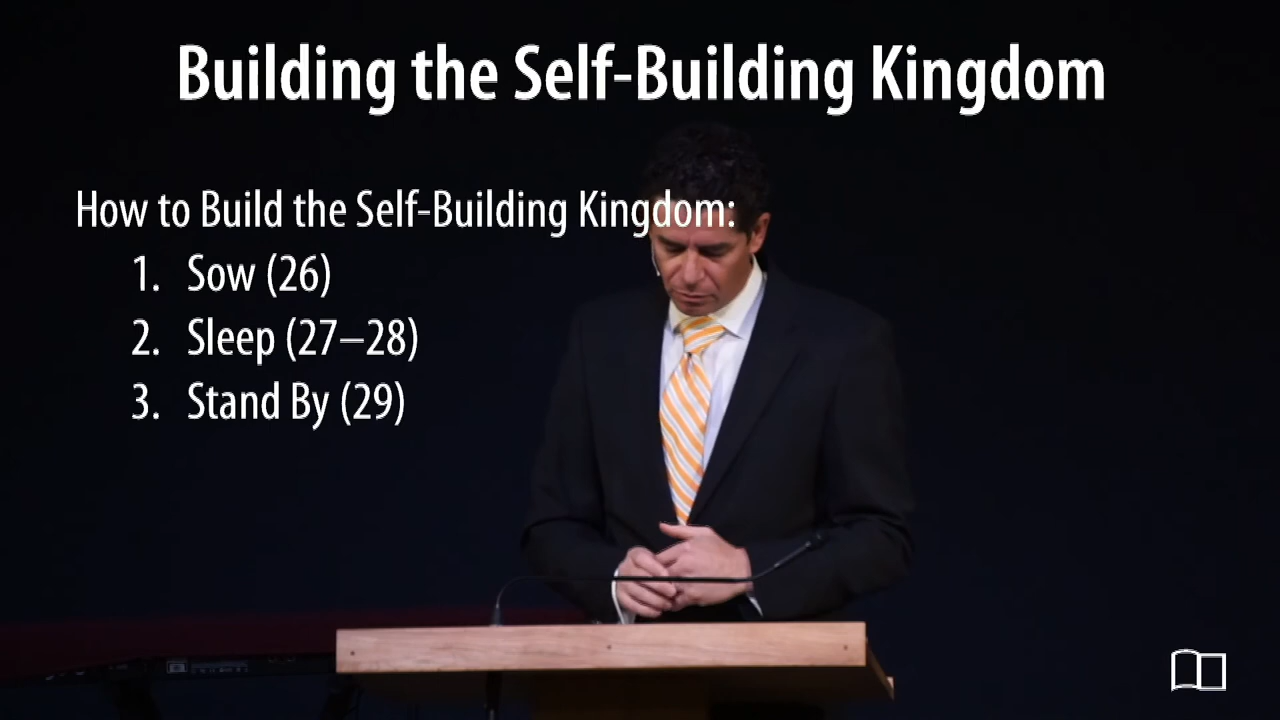 Building the Self-Building Kingdom
How to Build the Self-Building Kingdom:
1. Sow (26)
2. Sleep (27–28)
3. Stand By (29)